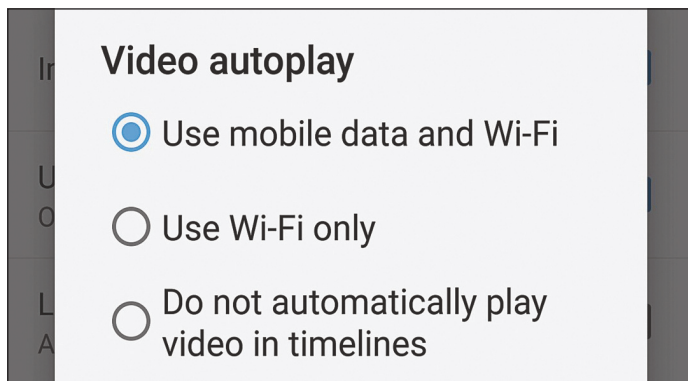 Video autoplay
Use mobile data and Wi-Fi
Use Wi-Fi only
Do not automatically play
video in timelines